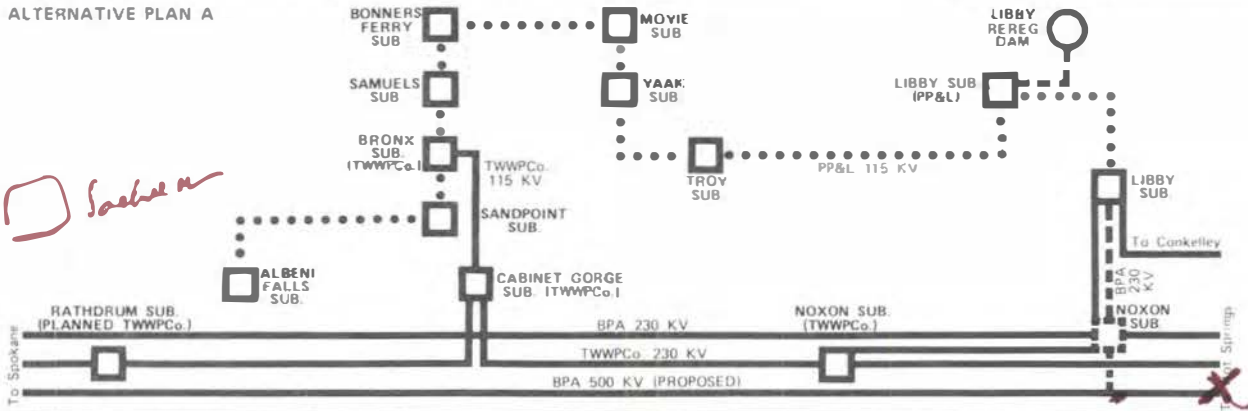 ALTERNATIVE PLAN A
BONNERS
FERRY
SUB
MOYIE
SUB
LIBBY
REREG
DAM
SAMUELS
SUB
YAAK
SUB
LIBBY SUB
(PP&L)
BRONX
SUB.
(TWWPCo.)
TWWPCo.
115 KV
TROY
SUB.
PP&L 115 KV
LIBBY
SUB.
SANDPOINT
SUB.
To Conkelley
ALBENI
FALLS
SUB.
CABINET GORGE
SUB. (TWWPCo.)
BPA
230
KV
RATHDRUM SUB.
(PLANNED TWWPCo.)
NOXON SUB.
(TWWPCo.)
NOXON
SUB.
BPA 230 KV
TWWPCo. 230 KV
BPA 500 KV (PROPOSED)
To Spokane
Springs